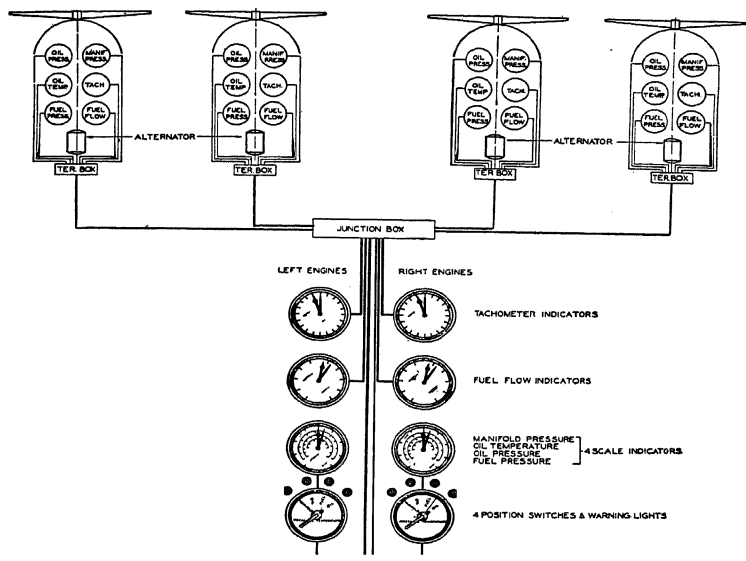 OIL PRESS. MANIF. PRESS.
OIL TEMP. TACH.
FUEL PRESS. FUEL FLOW
TER. BOX
OIL PRESS. MANIF. PRESS.
OIL TEMP. TACH.
FUEL PRESS. FUEL FLOW
TER. BOX
ALTERNATOR
OIL PRESS. MANIF. PRESS.
OIL TEMP. TACH.
FUEL PRESS. FUEL FLOW
TER. BOX
OIL PRESS. MANIF. PRESS.
OIL TEMP. TACH.
FUEL PRESS. FUEL FLOW
TER. BOX
ALTERNATOR
JUNCTION BOX
LEFT ENGINES RIGHT ENGINES
TACHOMETER INDICATORS
FUEL FLOW INDICATORS
MANIFOLD PRESSURE
OIL TEMPERATURE
OIL PRESSURE
FUEL PRESSURE
4 SCALE INDICATORS
4 POSITION SWITCHES & WARNING LIGHTS